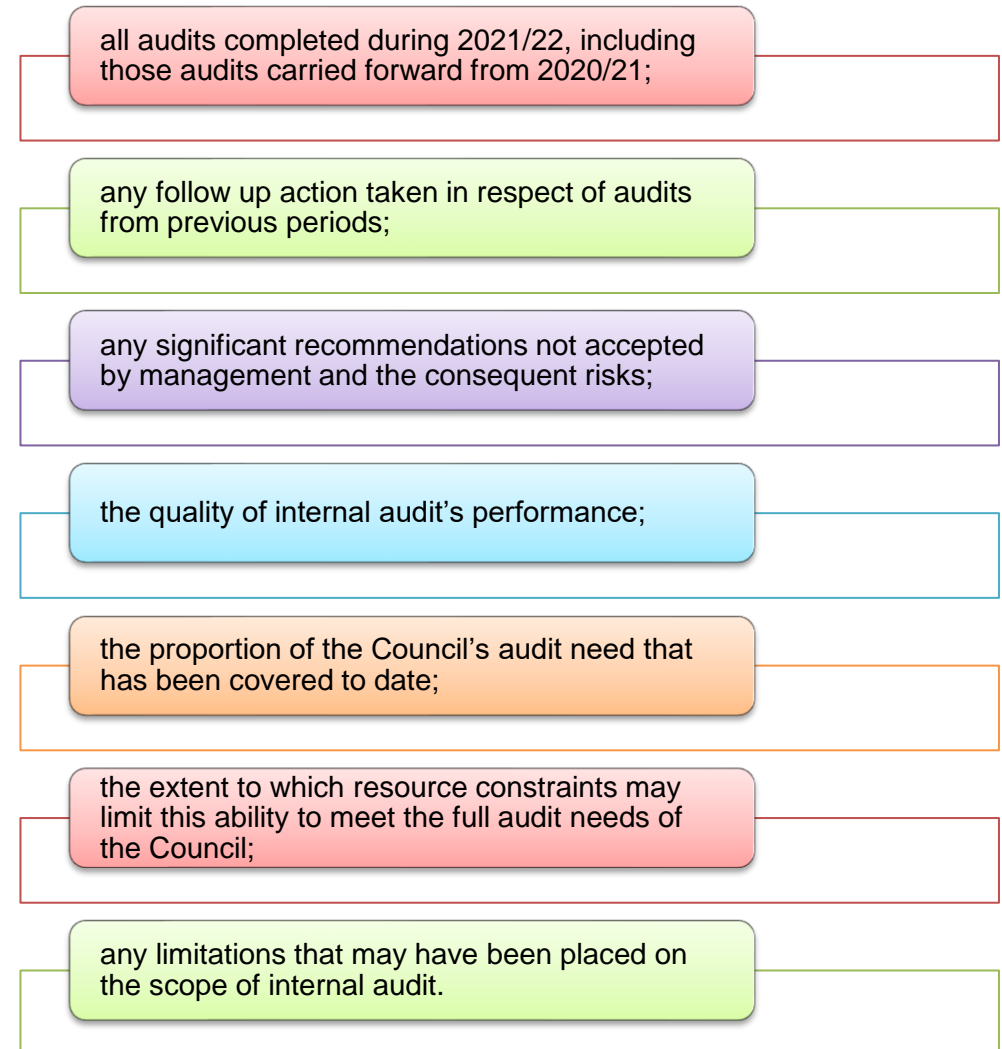 all audits completed during 2021/22, including
those audits carried forward from 2020/21;
any follow up action taken in respect of audits
from previous periods;
any significant recommendations not accepted
by management and the consequent risks;
the quality of internal audit’s performance;
the proportion of the Council’s audit need that
has been covered to date;
the extent to which resource constraints may
limit this ability to meet the full audit needs of
the Council;
any limitations that may have been placed on
the scope of internal audit.